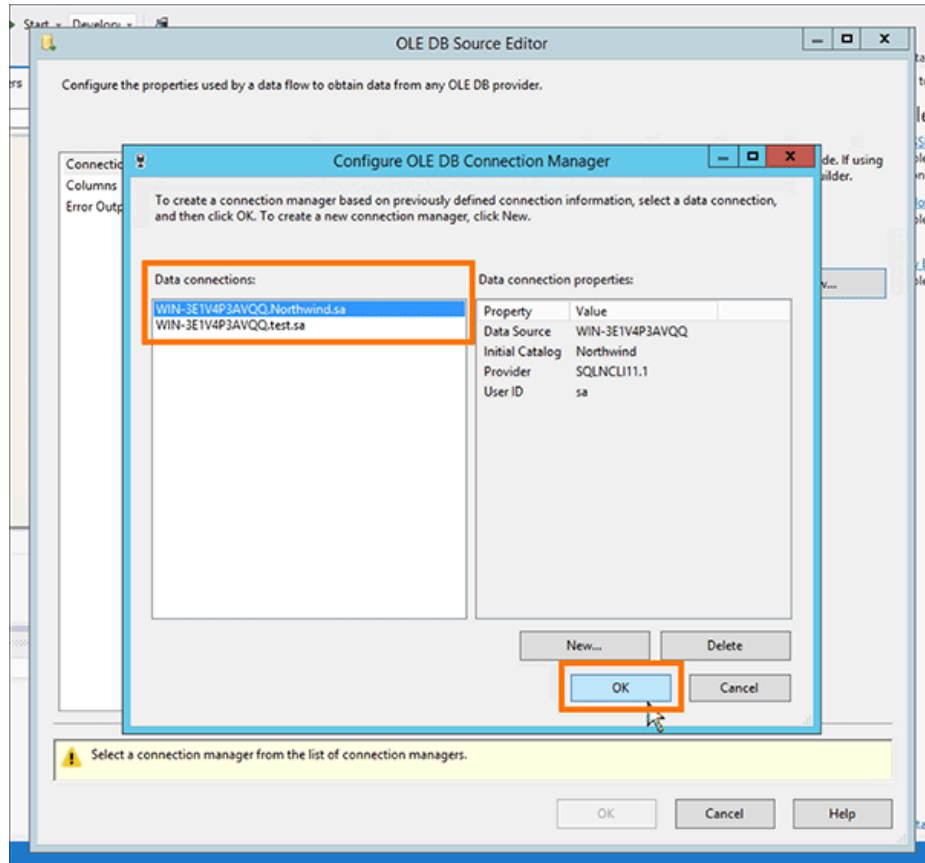 Start
OLE DB Source Editor
Configure the properties used by a data flow to obtain data from any OLE DB provider.
Configure OLE DB Connection Manager
Columns
To create a connection manager based on previously defined connection information, select a data connection,
and then click OK. To create a new connection manager, click New.
de. If using
Data connections:
WIN-3E1V4P3AVQQ.Northwind.sa
WIN-3E1V4P3AVQQ.test.sa
Data connection properties:
Property Value
Data Source WIN-3E1V4P3AVQQ
Initial Catalog Northwind
Provider SQLNCLI11.1
User ID sa
New... Delete
OK Cancel
Select a connection manager from the list of connection managers.
OK Cancel Help